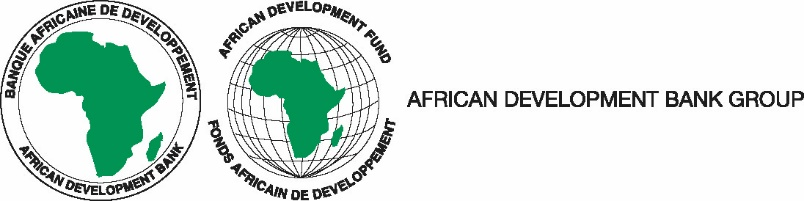 BANQUE AFRICAINE DE DEVELOPPEMENT
AFRICAN DEVELOPMENT BANK
AFRICAN DEVELOPMENT FUND
FONDS AFRICAIN DE DEVELOPPEMENT
AFRICAN DEVELOPMENT BANK GROUP